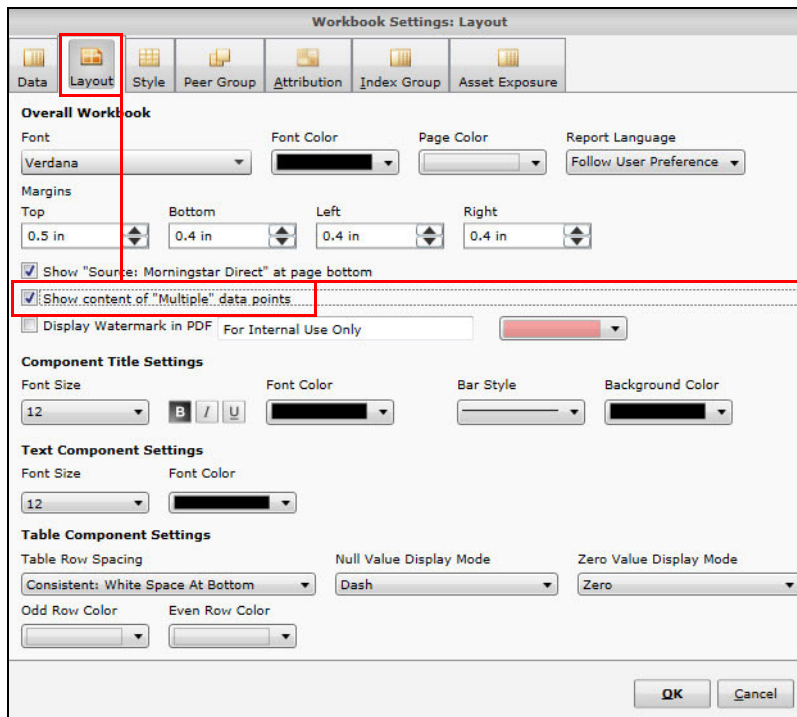 Workbook Settings: Layout
Data Layout Style Peer Group Attribution Index Group Asset Exposure
Overall Workbook
Font Font Color Page Color Report Language
Verdana Follow User Preference
Margins
Top Bottom Left Right
0.5 in 0.4 in 0.4 in 0.4 in
Show "Source: Morningstar Direct" at page bottom
Show content of "Multiple" data points
Display Watermark in PDF For Internal Use Only
Component Title Settings
Font Size Font Color Bar Style Background Color
12 B I U
Text Component Settings
Font Size Font Color
12
Table Component Settings
Table Row Spacing Null Value Display Mode Zero Value Display Mode
Consistent: White Space At Bottom Dash Zero
Odd Row Color Even Row Color
OK Cancel